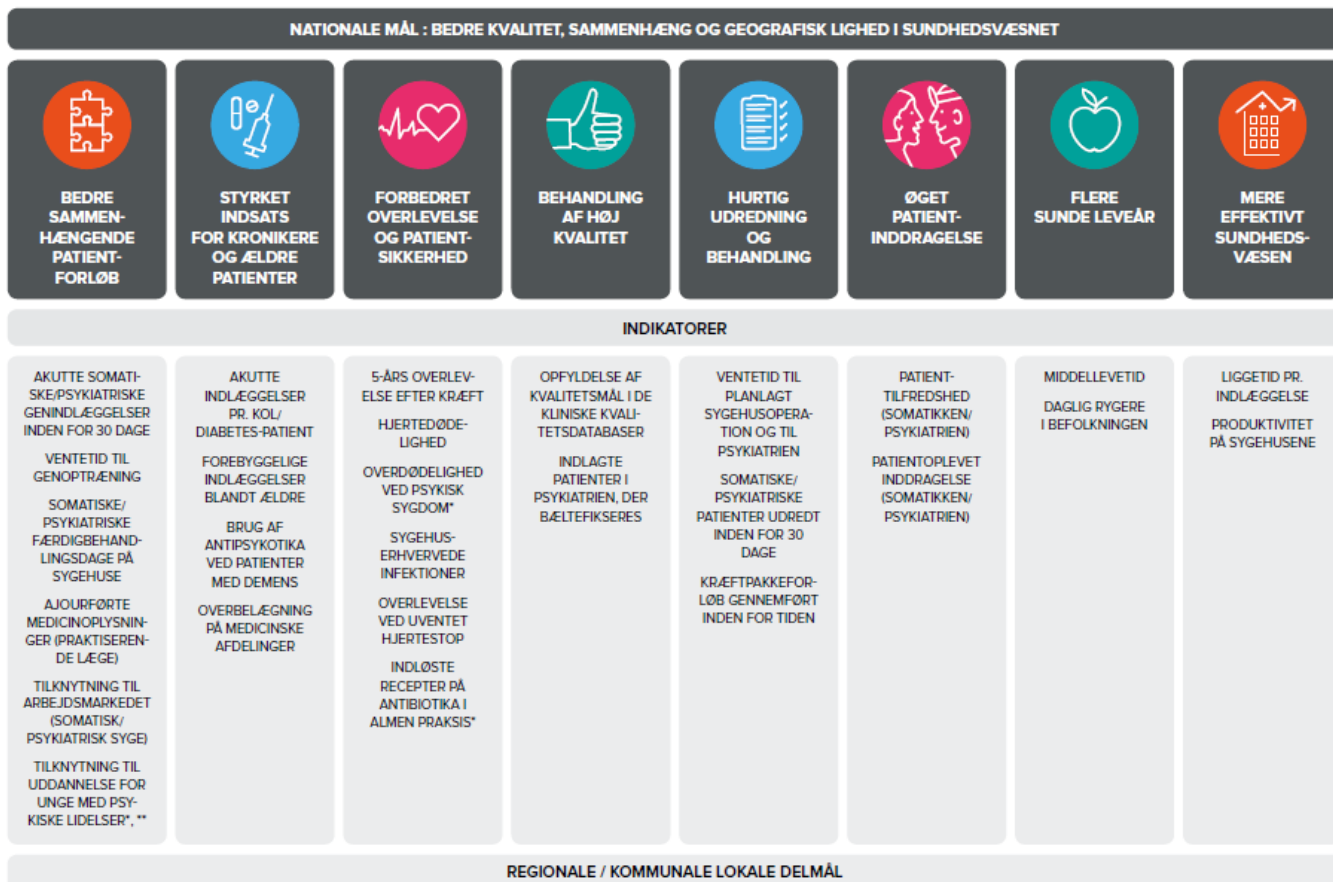 NATIONALE MÅL : BEDRE KVALITET, SAMMENHÆNG OG GEOGRAFISK LIGHED I SUNDHEDSVÆSNET
BEDRE
SAMMEN-
HÆNGENDE
PATIENT-
FORLØB
STYRKET
INDSATS
FOR KRONIKERE
OG ÆLDRE
PATIENTER
FORBEDRET
OVERLEVELSE
OG PATIENT-
SIKKERHED
BEHANDLING
AF HØJ
KVALITET
HURTIG
UDREDNING
OG
BEHANDLING
ØGET
PATIENT-
INDDRAGELSE
FLERE
SUNDE LEVEÅR
MERE
EFFEKTIVT
SUNDHEDS-
VÆSEN
INDIKATORER
AKUTTE SOMATI-
SKE/PSYKIATRISKE
GENINDLÆGGELSER
INDEN FOR 30 DAGE
VENTETID TIL
GENOPTRÆNING
SOMATISKE/
PSYKIATRISKE
FÆRDIGBEHAND-
LINGSDAGE PÅ
SYGEHUSE
AJOURFØRTE
MEDICINOPLYSNIN-
GER (PRAKTISEREN-
DE LÆGE)
TILKNYTNING TIL
ARBEJDSMARKEDET
(SOMATISK/
PSYKIATRISK SYGE)
TILKNYTNING TIL
UDDANNELSE FOR
UNGE MED PSY-
KISKE LIDELSER*, **
AKUTTE
INDLÆGGELSER
PR. KOL/
DIABETES-PATIENT
FOREBYGGELIGE
INDLÆGGELSER
BLANDT ÆLDRE
BRUG AF
ANTIPSYKOTIKA
VED PATIENTER
MED DEMENS
OVERBELÆGNING
PÅ MEDICINSKE
AFDELINGER
5-ÅRS OVERLEV-
ELSE EFTER KRÆFT
HJERTEDØDE-
LIGHED
OVERDØDELIGHED
VED PSYKISK
SYGDOM*
SYGEHUS-
ERHVERVEDE
INFEKTIONER
OVERLEVELSE
VED UVENTET
HJERTESTOP
INDLØSTE
RECEPTER PÅ
ANTIBIOTIKA I
ALMEN PRAKSIS*
OPFYLDELSE AF
KVALITETSMÅL I DE
KLINISKE KVALI-
TETSDATABASER
INDLAGTE
PATIENTER I
PSYKIATRIEN, DER
BÆLTEFIKSERES
VENTETID TIL
PLANLAGT
SYGEHUSOPERA-
TION OG TIL
PSYKIATRIEN
SOMATISKE/
PSYKIATRISKE
PATIENTER UDREDT
INDEN FOR 30
DAGE
KRÆFTPAKKEFOR-
LØB GENNEMFØRT
INDEN FOR TIDEN
PATIENT-
TILFREDSHED
(SOMATIKKEN/
PSYKIATRIEN)
PATIENTOPLEVET
INDDRAGELSE
(SOMATIKKEN/
PSYKIATRIEN)
MIDDELLEVETID
DAGLIG RYGERE
I BEFOLKNINGEN
LIGGETID PR.
INDLÆGGELSE
PRODUKTIVITET
PÅ SYGEHUSENE
REGIONALE / KOMMUNALE LOKALE DELMÅL